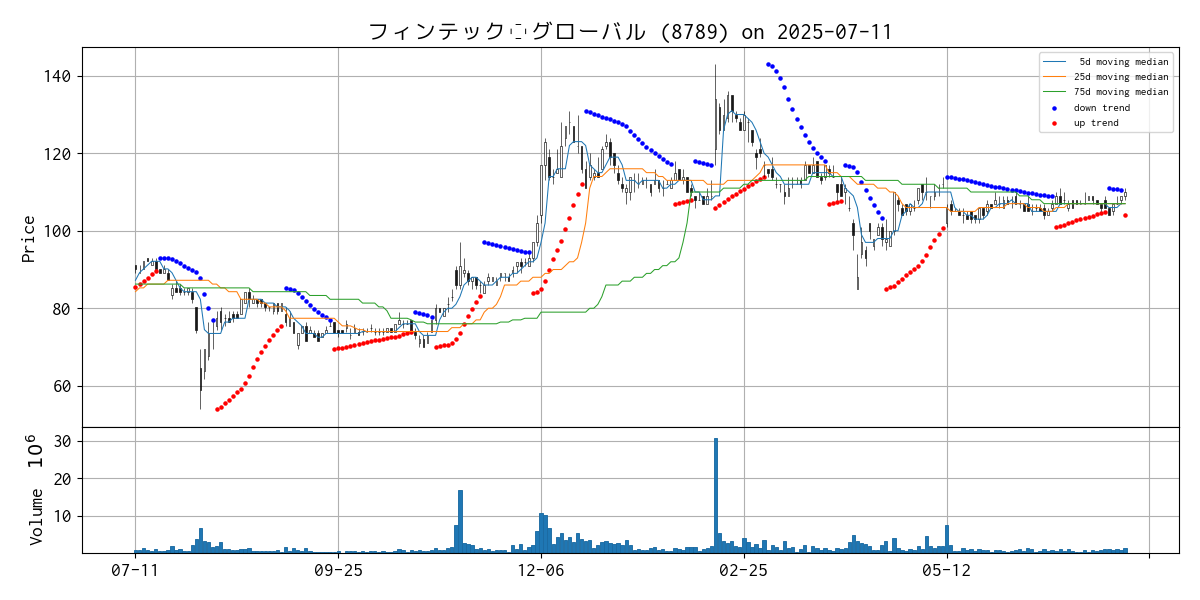 フィンテック グローバル (8789) on 2025-07-11
5d moving median
25d moving median
75d moving median
down trend
up trend
Price
140
120
100
80
60
Volume 10^6
30
20
10
07-11
09-25
12-06
02-25
05-12